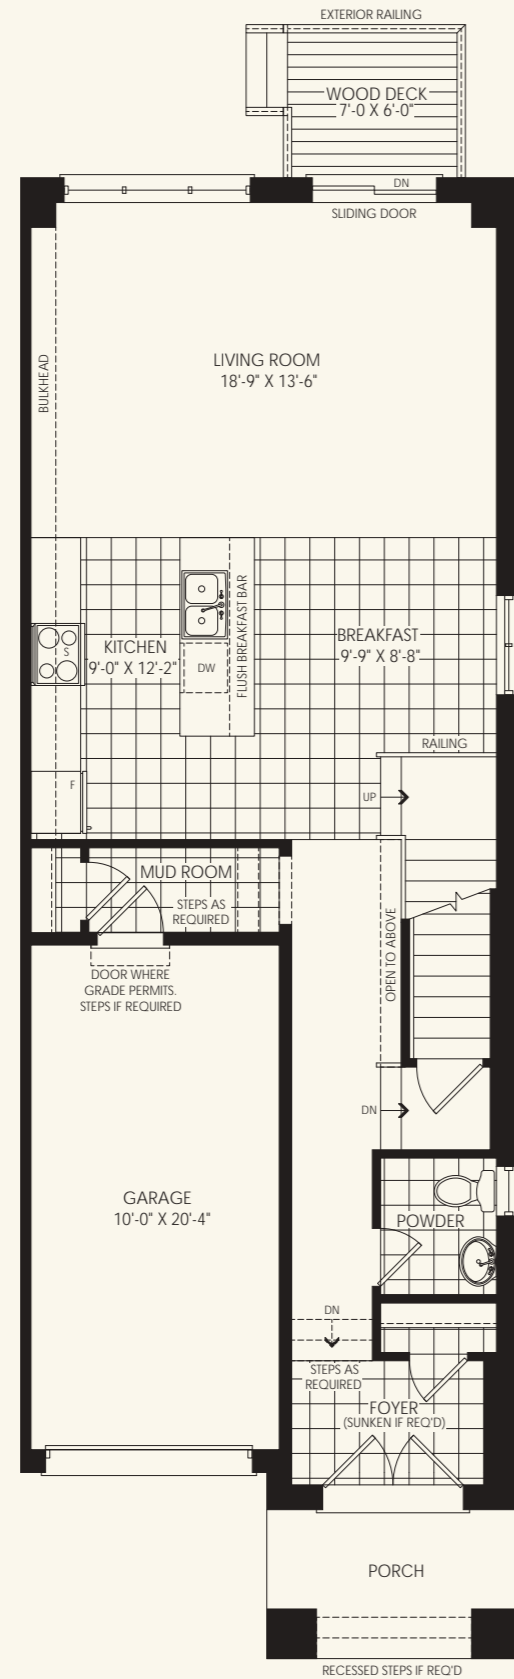 EXTERIOR RAILING
WOOD DECK
7'-0 X 6'-0"
DN
SLIDING DOOR
BULKHEAD
LIVING ROOM
18'-9" X 13'-6"
S
KITCHEN
9'-0" X 12'-2"
DW
FLUSH BREAKFAST BAR
BREAKFAST
9'-9" X 8'-8"
RAILING
F
UP
MUD ROOM
STEPS AS
REQUIRED
OPEN TO ABOVE
DOOR WHERE
GRADE PERMITS.
STEPS IF REQUIRED
DN
GARAGE
10'-0" X 20'-4"
POWDER
DN
STEPS AS
REQUIRED
FOYER
(SUNKEN IF REQ'D)
PORCH
RECESSED STEPS IF REQ'D